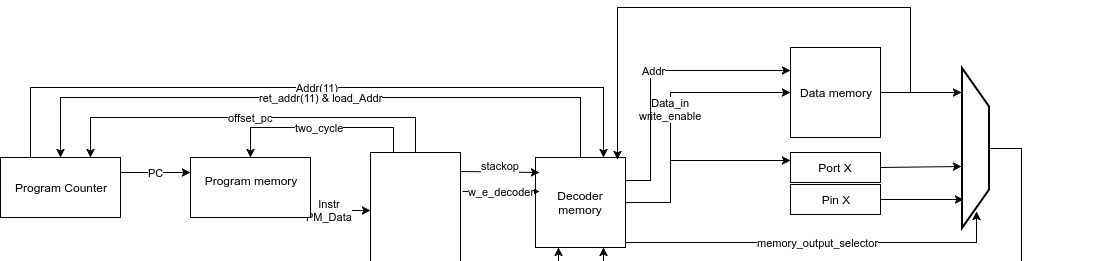 Addr(11)
ret_addr(11) & load_Addr
offset_pc
two_cycle
Program Counter
PC
Program memory
Instr
PM_Data
stackop
w_e_decoder
Decoder
memory
Addr
Data_in
write_enable
Data memory
Port X
Pin X
memory_output_selector